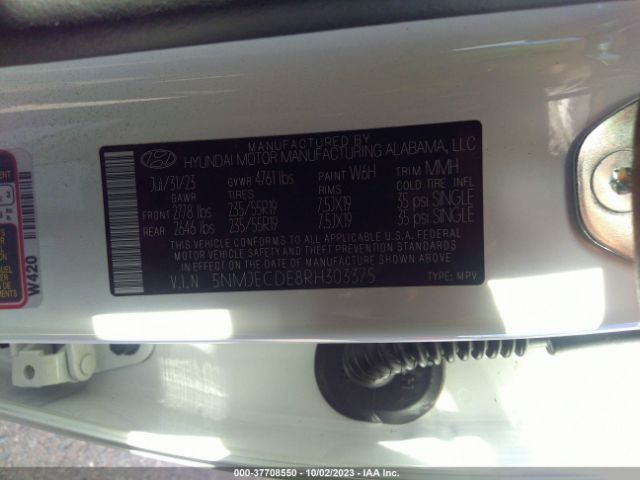 MANUFACTURED BY
HYUNDAI MOTOR MANUFACTURING ALABAMA, LLC
Jul/31/23 GVWR 4761 lbs PAINT W6H TRIM MMH
GAWR TIRES RIMS COLD TIRE INFL
FRONT 2778 lbs 235/55R19 7.5JX19 35 psi SINGLE
REAR 2646 lbs 235/55R19 7.5JX19 35 psi SINGLE
THIS VEHICLE CONFORMS TO ALL APPLICABLE U.S.A. FEDERAL
MOTOR VEHICLE SAFETY AND THEFT PREVENTION STANDARDS
IN EFFECT ON THE DATE OF MANUFACTURE SHOWN ABOVE.
V.I.N 5NMJECDE8RH303375 TYPE: MPV
W420
000-37708550 10/02/2023 IAA Inc.